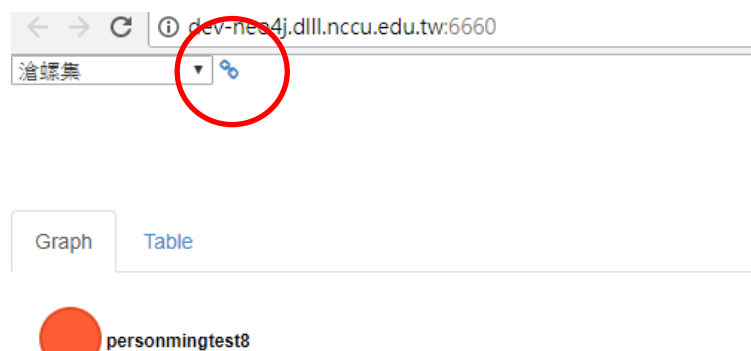 dev-neo4j.dlll.nccu.edu.tw:6660
滄螺集
Graph Table
personmingtest8